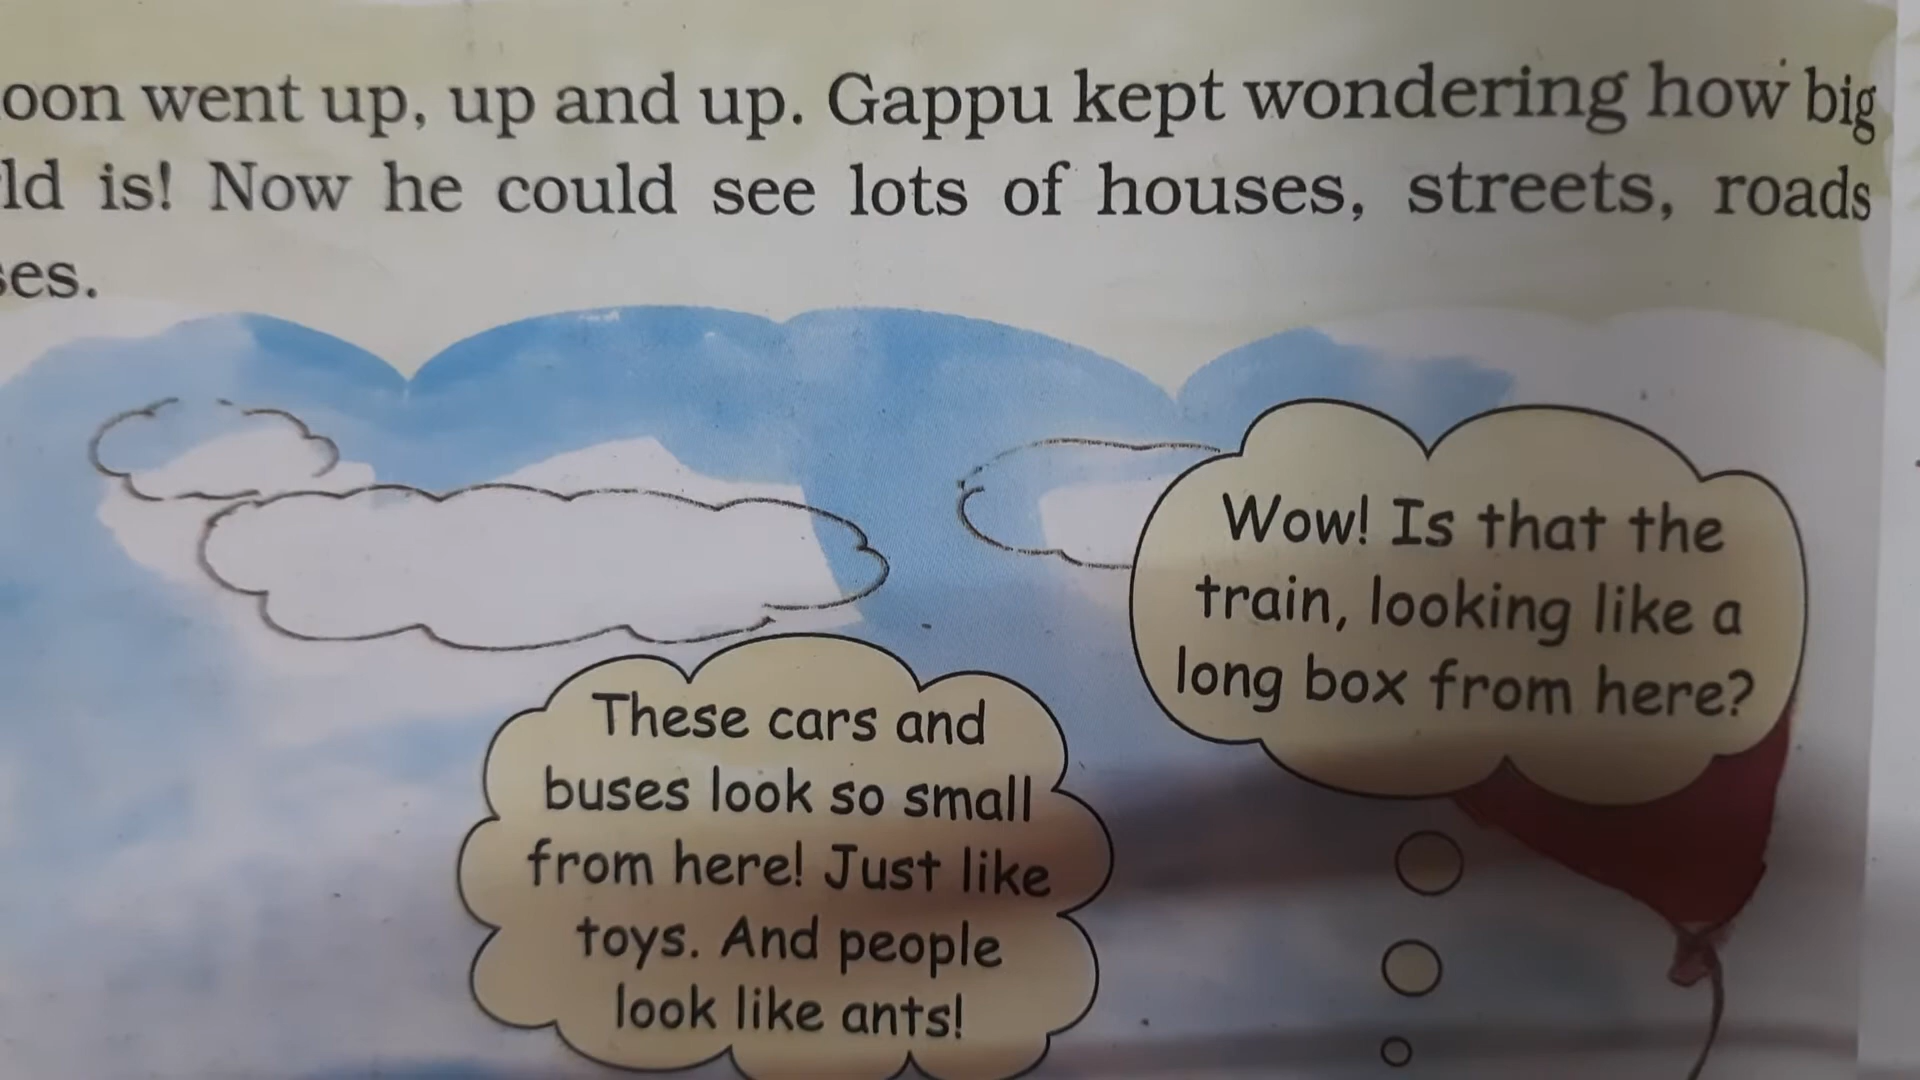 oon went up, up and up. Gappu kept wondering how big
ld is! Now he could see lots of houses, streets, roads
ses.
Wow! Is that the
train, looking like a
long box from here?
These cars and
buses look so small
from here! Just like
toys. And people
look like ants!